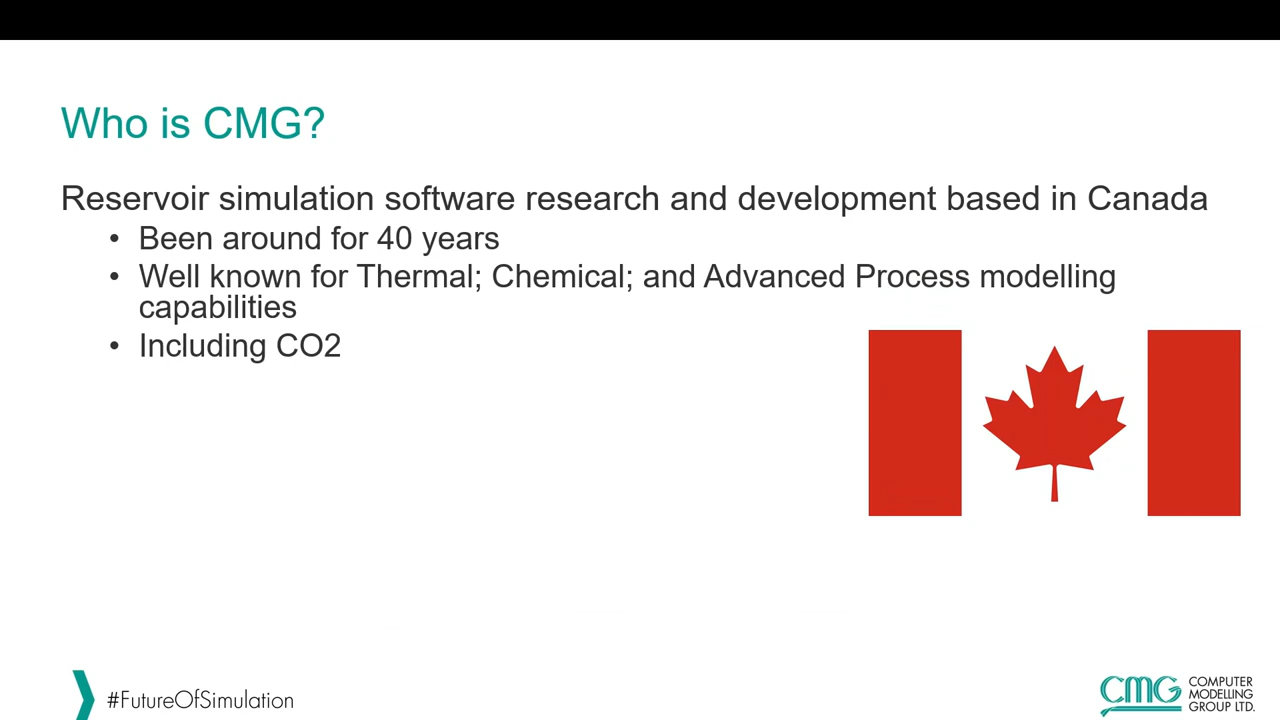 Who is CMG?
Reservoir simulation software research and development based in Canada
• Been around for 40 years
• Well known for Thermal; Chemical; and Advanced Process modelling
capabilities
• Including CO2
#FutureOfSimulation
CMG
COMPUTER
MODELLING
GROUP LTD.